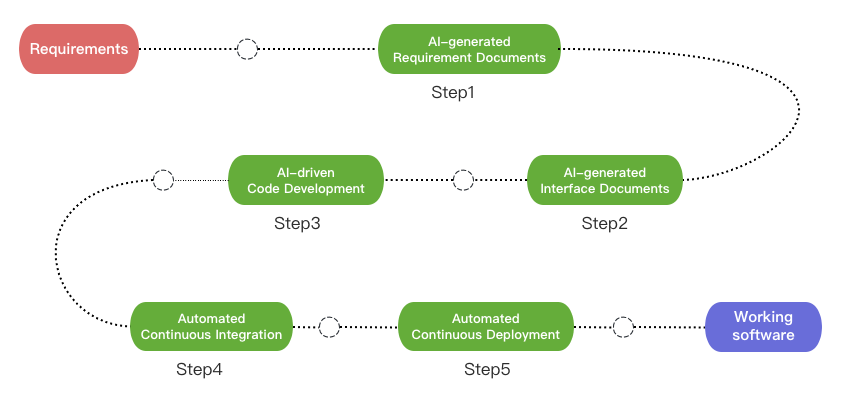 Requirements
AI-generated
Requirement Documents
Step1
AI-generated
Interface Documents
Step2
AI-driven
Code Development
Step3
Automated
Continuous Integration
Step4
Automated
Continuous Deployment
Step5
Working
software